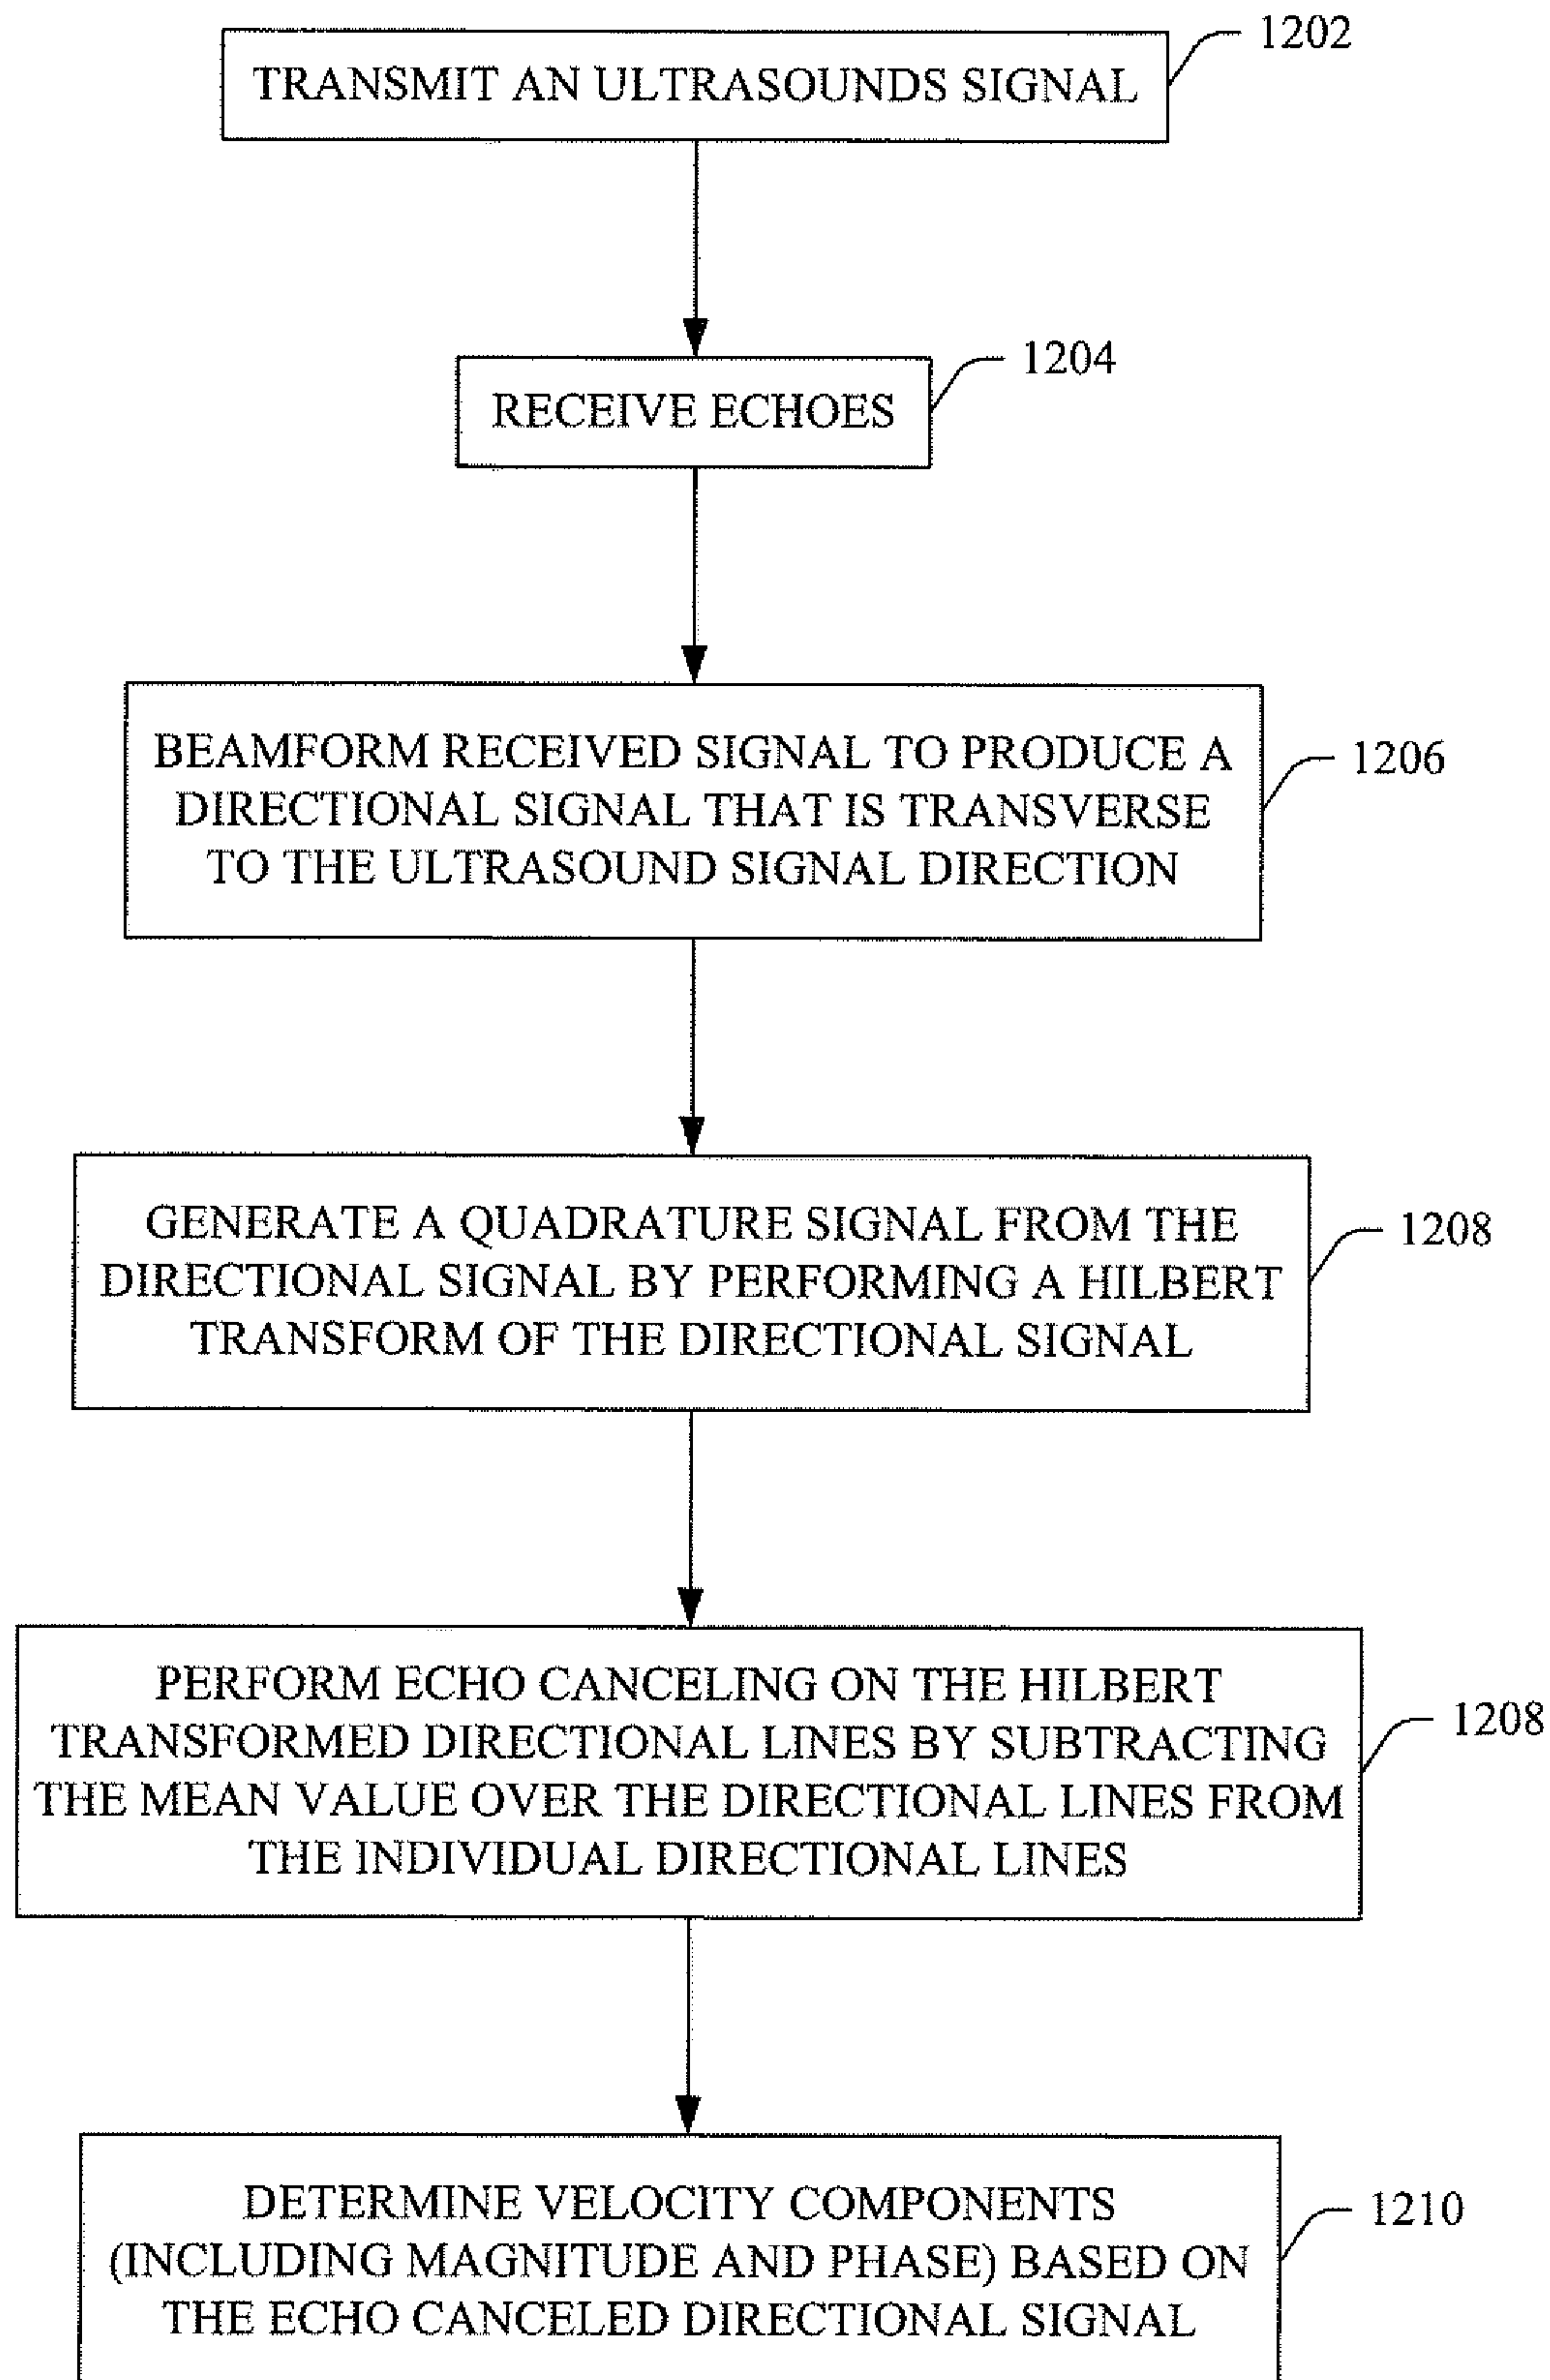 1202
TRANSMIT AN ULTRASOUNDS SIGNAL
1204
RECEIVE ECHOES
BEAMFORM RECEIVED SIGNAL TO PRODUCE A
1206
DIRECTIONAL SIGNAL THAT IS TRANSVERSE
TO THE ULTRASOUND SIGNAL DIRECTION
GENERATE A QUADRATURE SIGNAL FROM THE
1208
DIRECTIONAL SIGNAL BY PERFORMING A HILBERT
TRANSFORM OF THE DIRECTIONAL SIGNAL
PERFORM ECHO CANCELING ON THE HILBERT
1208
TRANSFORMED DIRECTIONAL LINES BY SUBTRACTING
THE MEAN VALUE OVER THE DIRECTIONAL LINES FROM
THE INDIVIDUAL DIRECTIONAL LINES
DETERMINE VELOCITY COMPONENTS
1210
(INCLUDING MAGNITUDE AND PHASE) BASED ON
THE ECHO CANCELED DIRECTIONAL SIGNAL